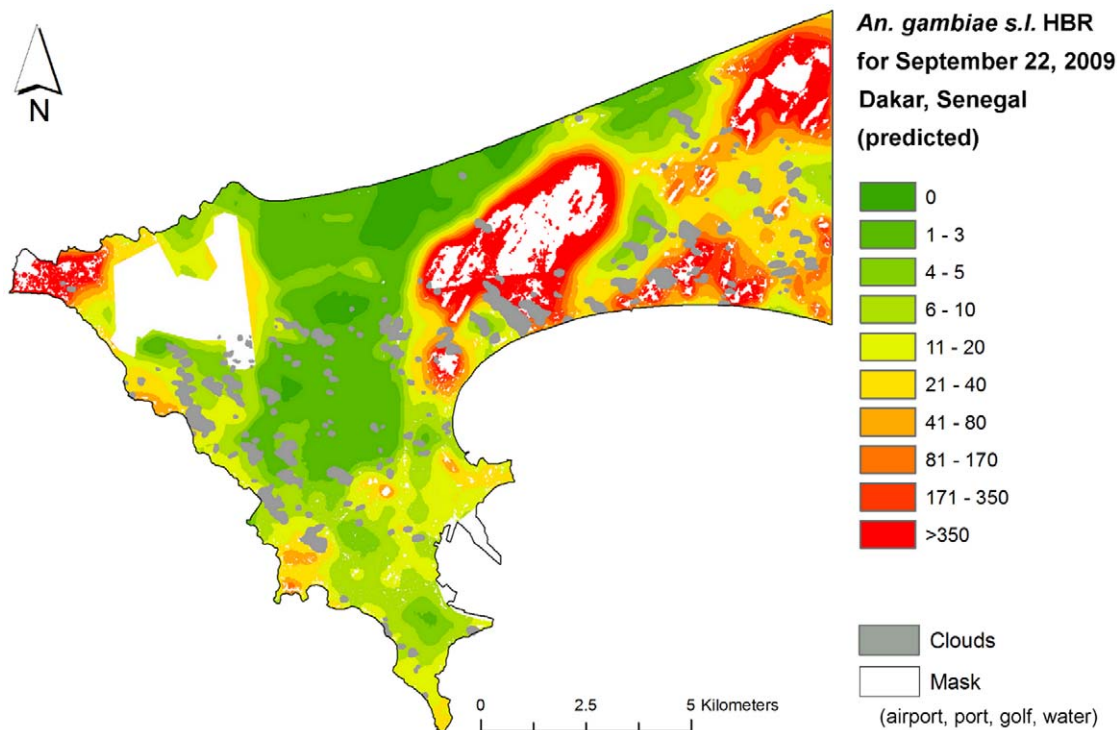 N
An. gambiae s.l. HBR
for September 22, 2009
Dakar, Senegal
(predicted)
0
1 - 3
4 - 5
6 - 10
11 - 20
21 - 40
41 - 80
81 - 170
171 - 350
>350
Clouds
Mask
(airport, port, golf, water)
0 2.5 5 Kilometers